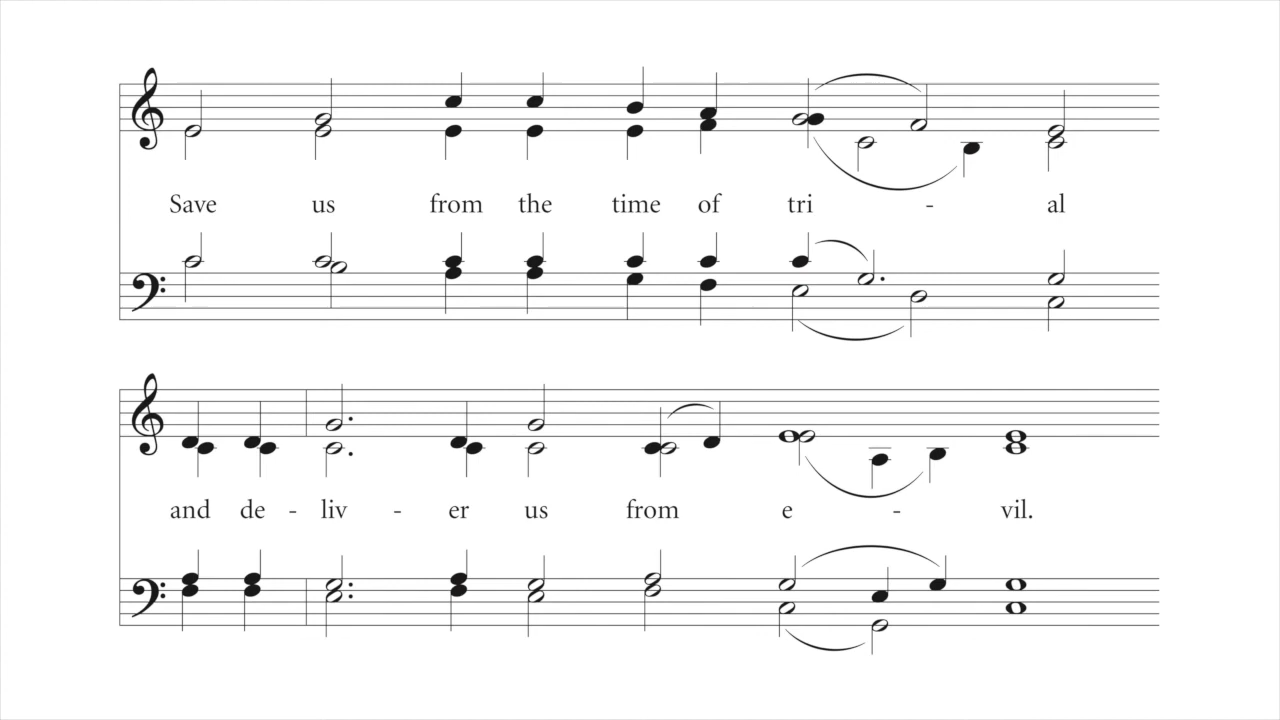 Save us from the time of tri - al
and de - liv - er us from e - vil.